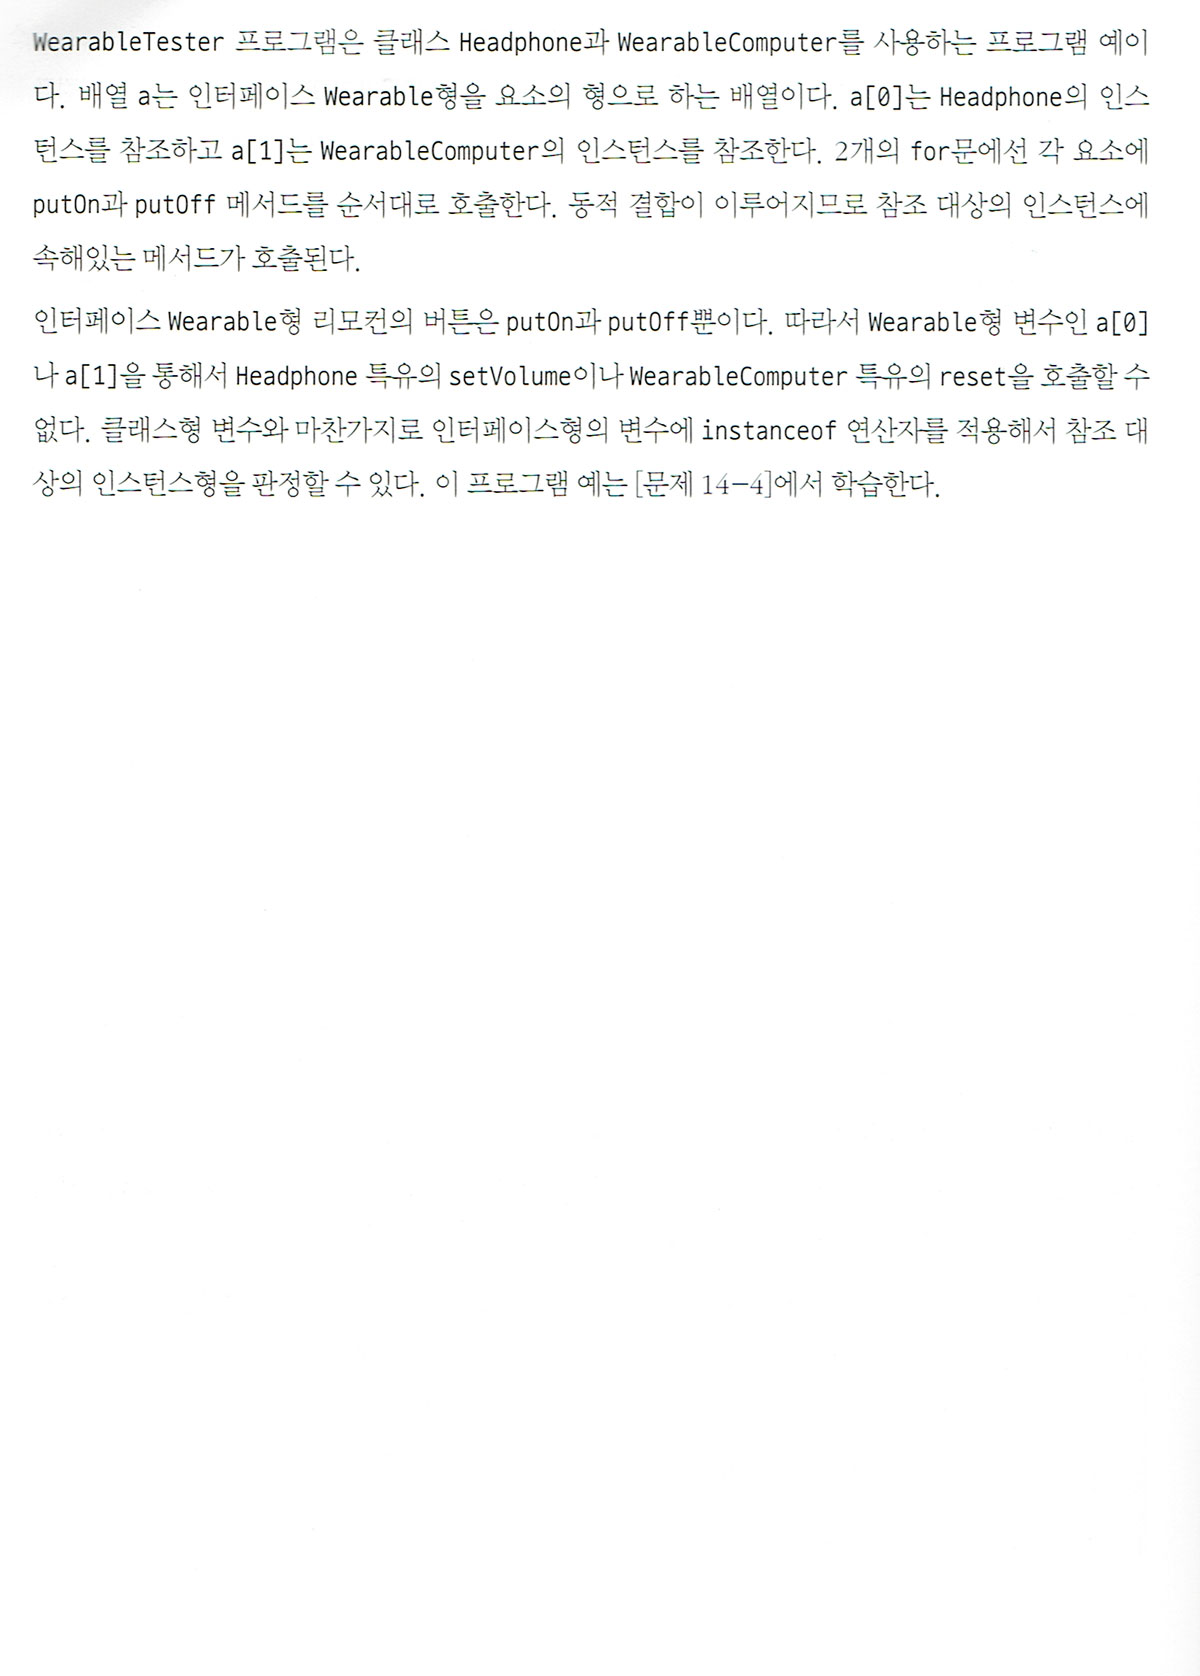 WearableTester 프로그램은 클래스 Headphone과 WearableComputer를 사용하는 프로그램 예이
다. 배열 a는 인터페이스 Wearable형을 요소의 형으로 하는 배열이다. a[0]는 Headphone의 인스
턴스를 참조하고 a[1]는 WearableComputer의 인스턴스를 참조한다. 2개의 for문에선 각 요소에
putOn과 putOff 메서드를 순서대로 호출한다. 동적 결합이 이루어지므로 참조 대상의 인스턴스에
속해있는 메서드가 호출된다.
인터페이스 Wearable형 리모컨의 버튼은 putOn과 putOff뿐이다. 따라서 Wearable형 변수인 a[0]
나 a[1]을 통해서 Headphone 특유의 setVolume이나 WearableComputer 특유의 reset을 호출할 수
없다. 클래스형 변수와 마찬가지로 인터페이스형의 변수에 instanceof 연산자를 적용해서 참조 대
상의 인스턴스형을 판정할 수 있다. 이 프로그램 예는 [문제 14-4]에서 학습한다.